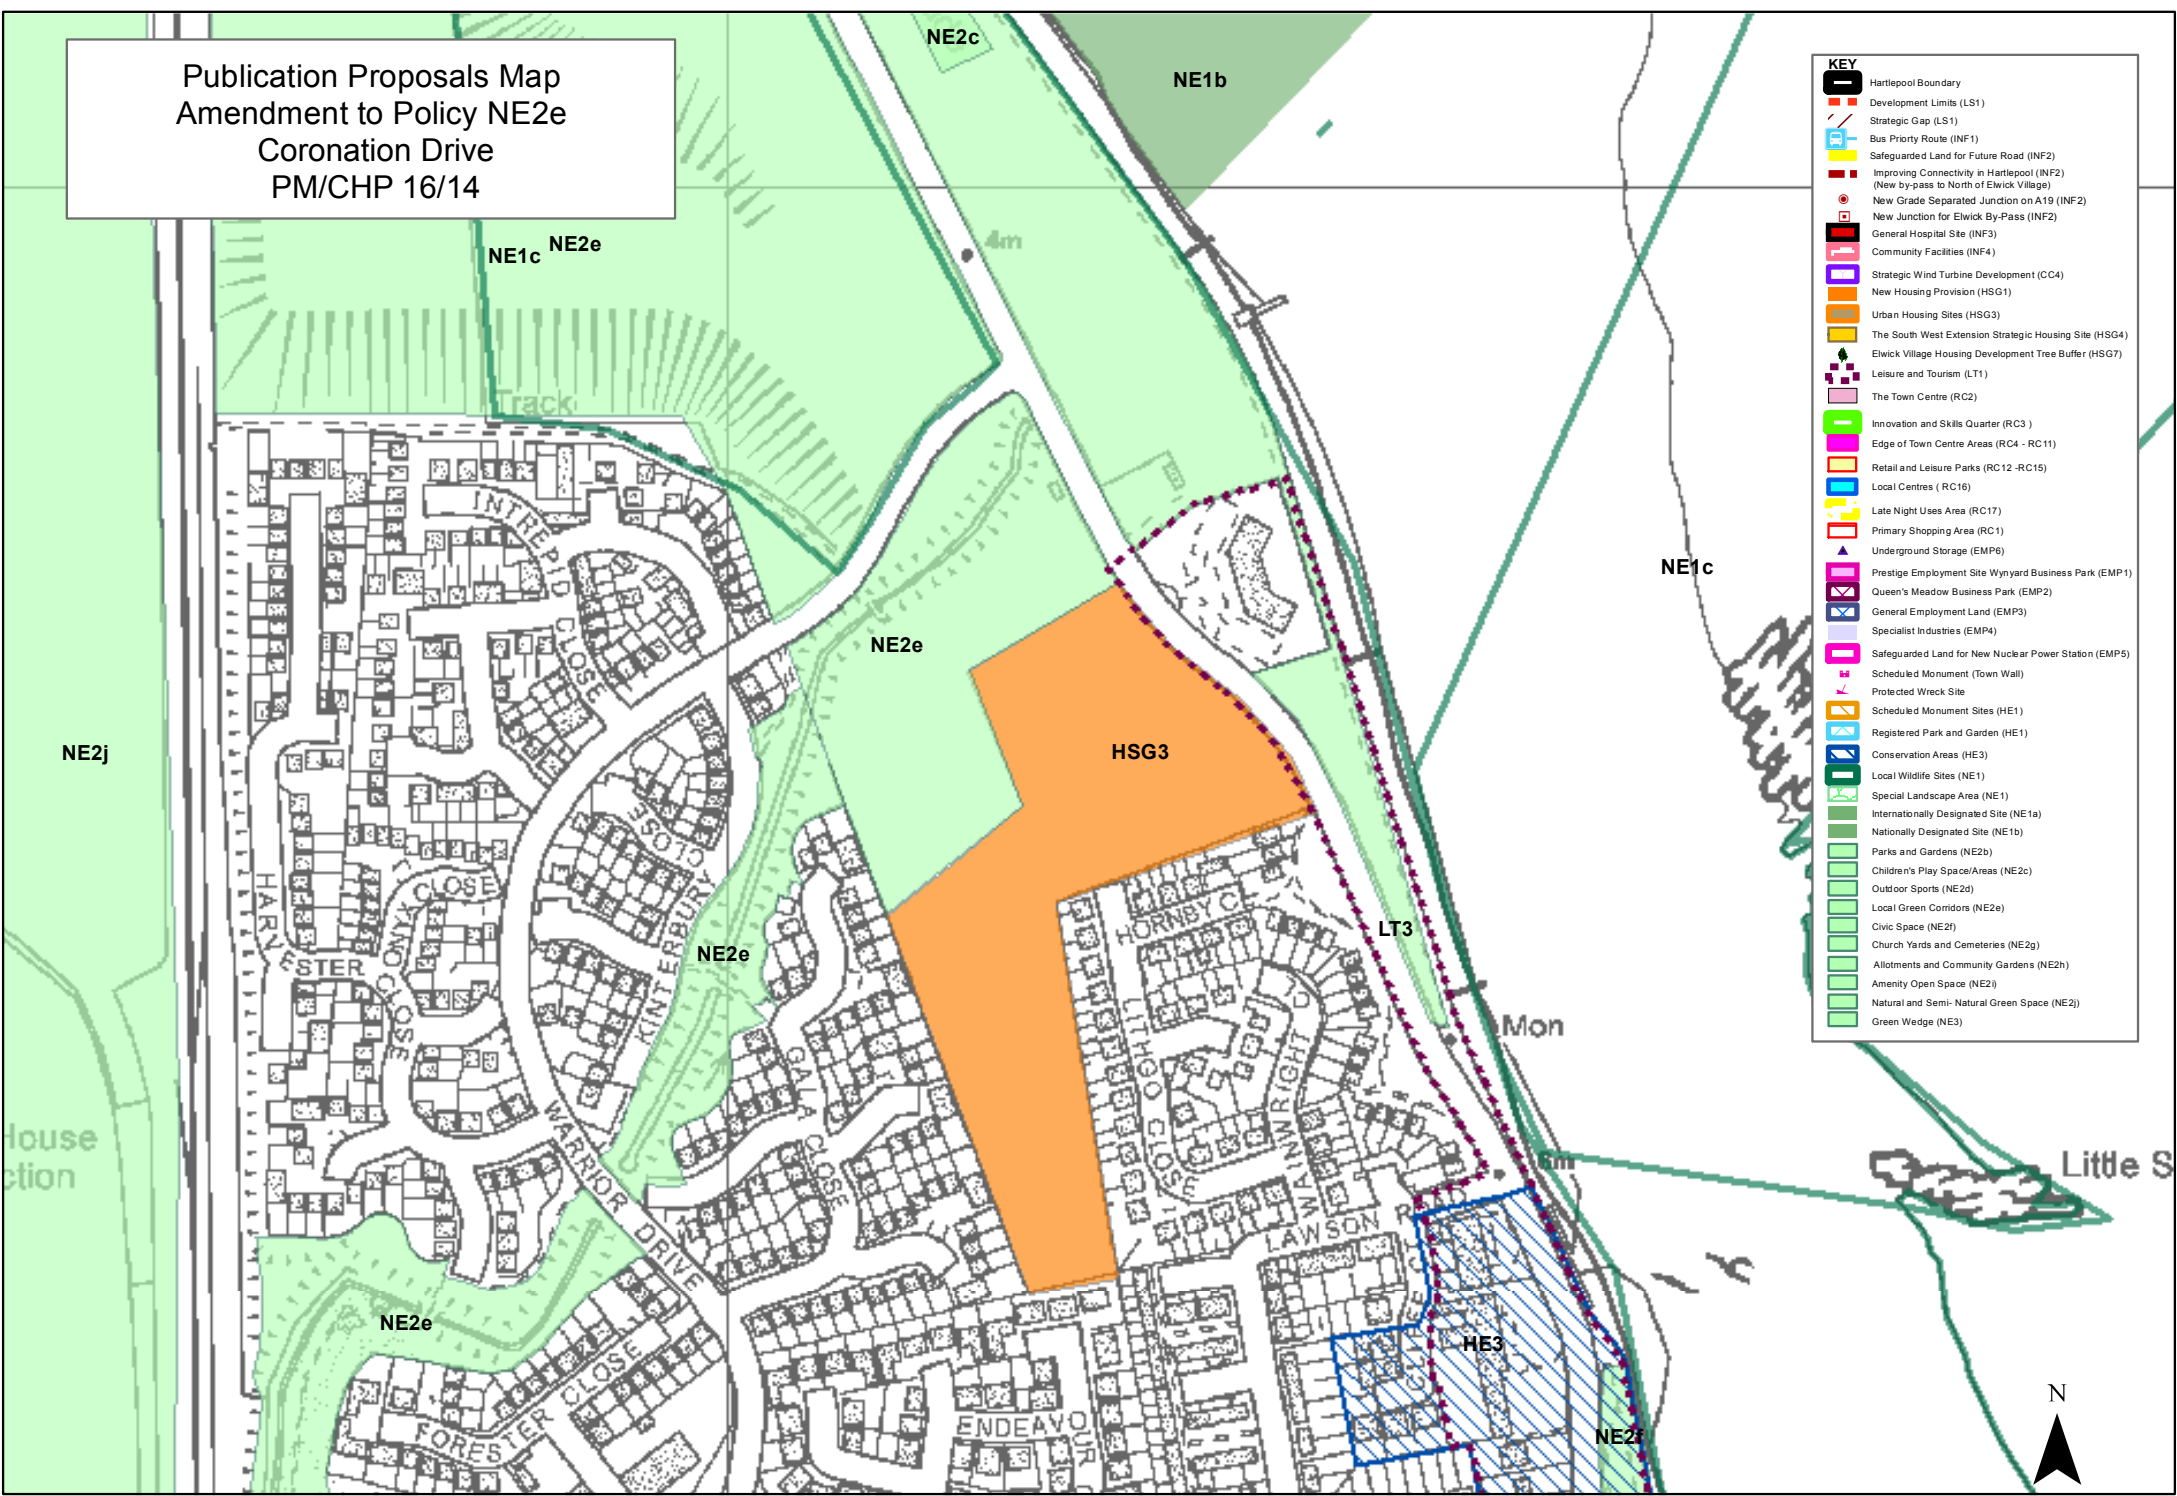 Publication Proposals Map
Amendment to Policy NE2e
Coronation Drive
PM/CHP 16/14
NE2c
NE1b
NE1c
NE2e
4m
Track
INTREPID
CLOSE
NE2e
NE1c
HSG3
NE2j
CLOSE
KINTERBURY
HARVESTER
CLOSE
CLOSE
NE2e
HORNBY C
LT3
LITHGO CLOSE
WAINRIGHT
GALA
CLOSE
Mon
House
ction
WARRIOR DRIVE
6m
Little S
AWSON
NE2e
HE3
FORESTER CLOSE
ENDEAVOUR
NE2f
N
KEY
Hartlepool Boundary
Development Limits (LS1)
Strategic Gap (LS1)
Bus Priorty Route (INF1)
Safeguarded Land for Future Road (INF2)
Improving Connectivity in Hartlepool (INF2)
(New by-pass to North of Elwick Village)
New Grade Separated Junction on A19 (INF2)
New Junction for Elwick By-Pass (INF2)
General Hospital Site (INF3)
Community Facilities (INF4)
Strategic Wind Turbine Development (CC4)
New Housing Provision (HSG1)
Urban Housing Sites (HSG3)
The South West Extension Strategic Housing Site (HSG4)
Elwick Village Housing Development Tree Buffer (HSG7)
Leisure and Tourism (LT1)
The Town Centre (RC2)
Innovation and Skills Quarter (RC3 )
Edge of Town Centre Areas (RC4 - RC11)
Retail and Leisure Parks (RC12 -RC15)
Local Centres ( RC16)
Late Night Uses Area (RC17)
Primary Shopping Area (RC1)
Underground Storage (EMP6)
Prestige Employment Site Wynyard Business Park (EMP1)
Queen's Meadow Business Park (EMP2)
General Employment Land (EMP3)
Specialist Industries (EMP4)
Safeguarded Land for New Nuclear Power Station (EMP5)
Scheduled Monument (Town Wall)
Protected Wreck Site
Scheduled Monument Sites (HE1)
Registered Park and Garden (HE1)
Conservation Areas (HE3)
Local Wildlife Sites (NE1)
Special Landscape Area (NE1)
Internationally Designated Site (NE1a)
Nationally Designated Site (NE1b)
Parks and Gardens (NE2b)
Children's Play Space/Areas (NE2c)
Outdoor Sports (NE2d)
Local Green Corridors (NE2e)
Civic Space (NE2f)
Church Yards and Cemeteries (NE2g)
Allotments and Community Gardens (NE2h)
Amenity Open Space (NE2i)
Natural and Semi- Natural Green Space (NE2j)
Green Wedge (NE3)